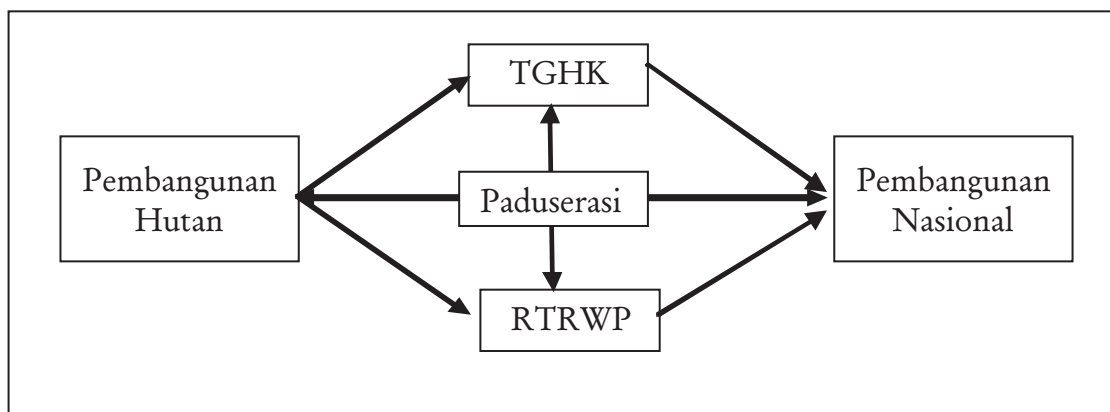 TGHK
Pembangunan
Hutan
Paduserasi
Pembangunan
Nasional
RTRWP